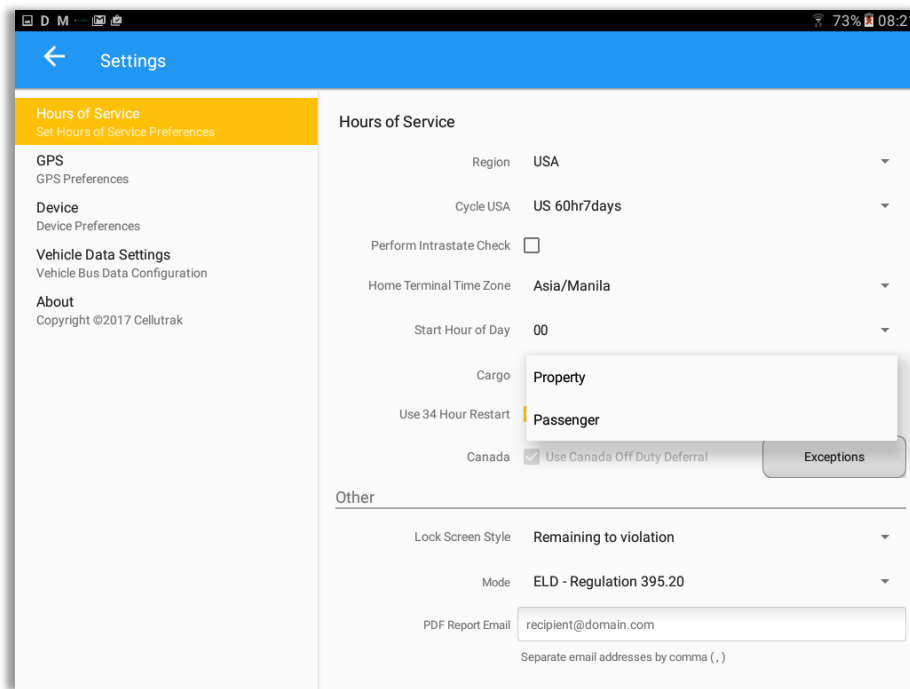 D M 73% 08:21
Settings
Hours of Service
Set Hours of Service Preferences
GPS
GPS Preferences
Device
Device Preferences
Vehicle Data Settings
Vehicle Bus Data Configuration
About
Copyright ©2017 Cellutrak
Hours of Service
Region USA
Cycle USA US 60hr7days
Perform Intrastate Check
Home Terminal Time Zone Asia/Manila
Start Hour of Day 00
Cargo Property
Use 34 Hour Restart Passenger
Canada Use Canada Off Duty Deferral Exceptions
Other
Lock Screen Style Remaining to violation
Mode ELD - Regulation 395.20
PDF Report Email recipient@domain.com
Separate email addresses by comma ( , )